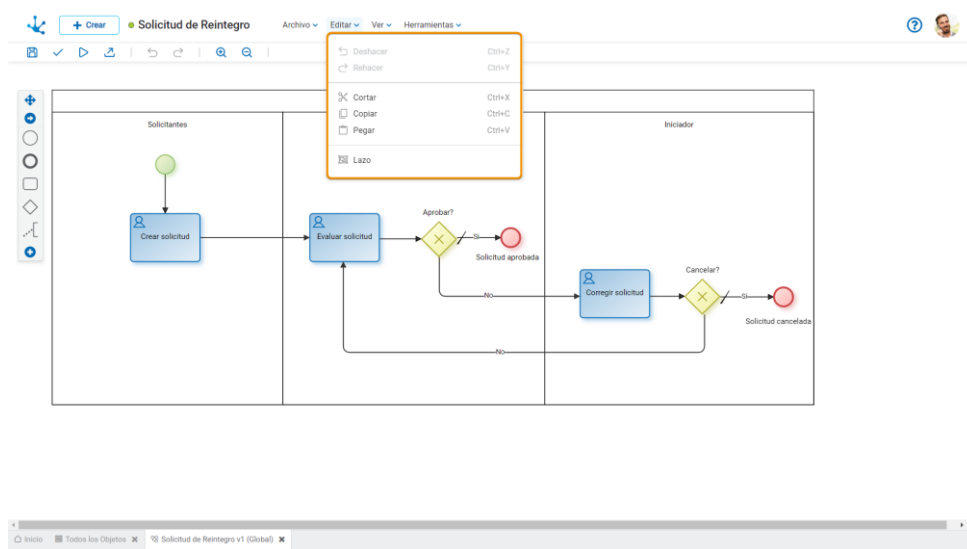 + Crear
Solicitud de Reintegro
Archivo
Editar
Ver
Herramientas
?
Deshacer Ctrl+Z
Rehacer Ctrl+Y
Cortar Ctrl+X
Copiar Ctrl+C
Pegar Ctrl+V
Lazo
Solicitantes
Iniciador
Crear solicitud
Evaluar solicitud
Aprobar?
Si
Solicitud aprobada
No
Corregir solicitud
Cancelar?
Si
Solicitud cancelada
No
Inicio
Todos los Objetos
Solicitud de Reintegro v1 (Global)